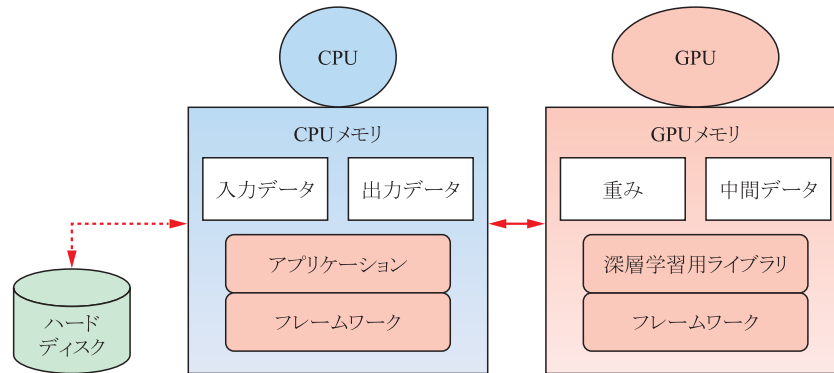 CPU
GPU
CPUメモリ
GPUメモリ
入力データ
出力データ
重み
中間データ
アプリケーション
深層学習用ライブラリ
フレームワーク
フレームワーク
ハード
ディスク